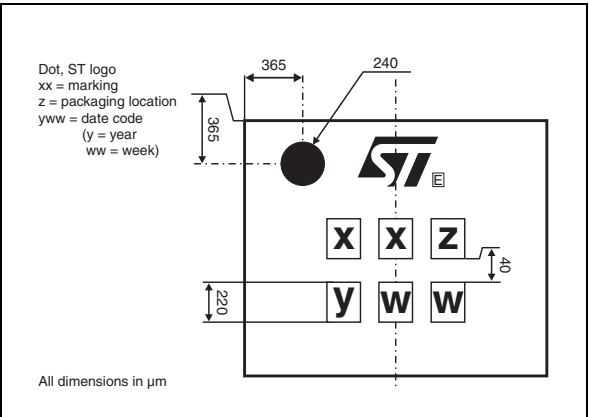 Dot, ST logo
xx = marking
z = packaging location
yww = date code
(y = year
ww = week)
365
240
365
ST
E
x x z
40
y w w
220
All dimensions in µm